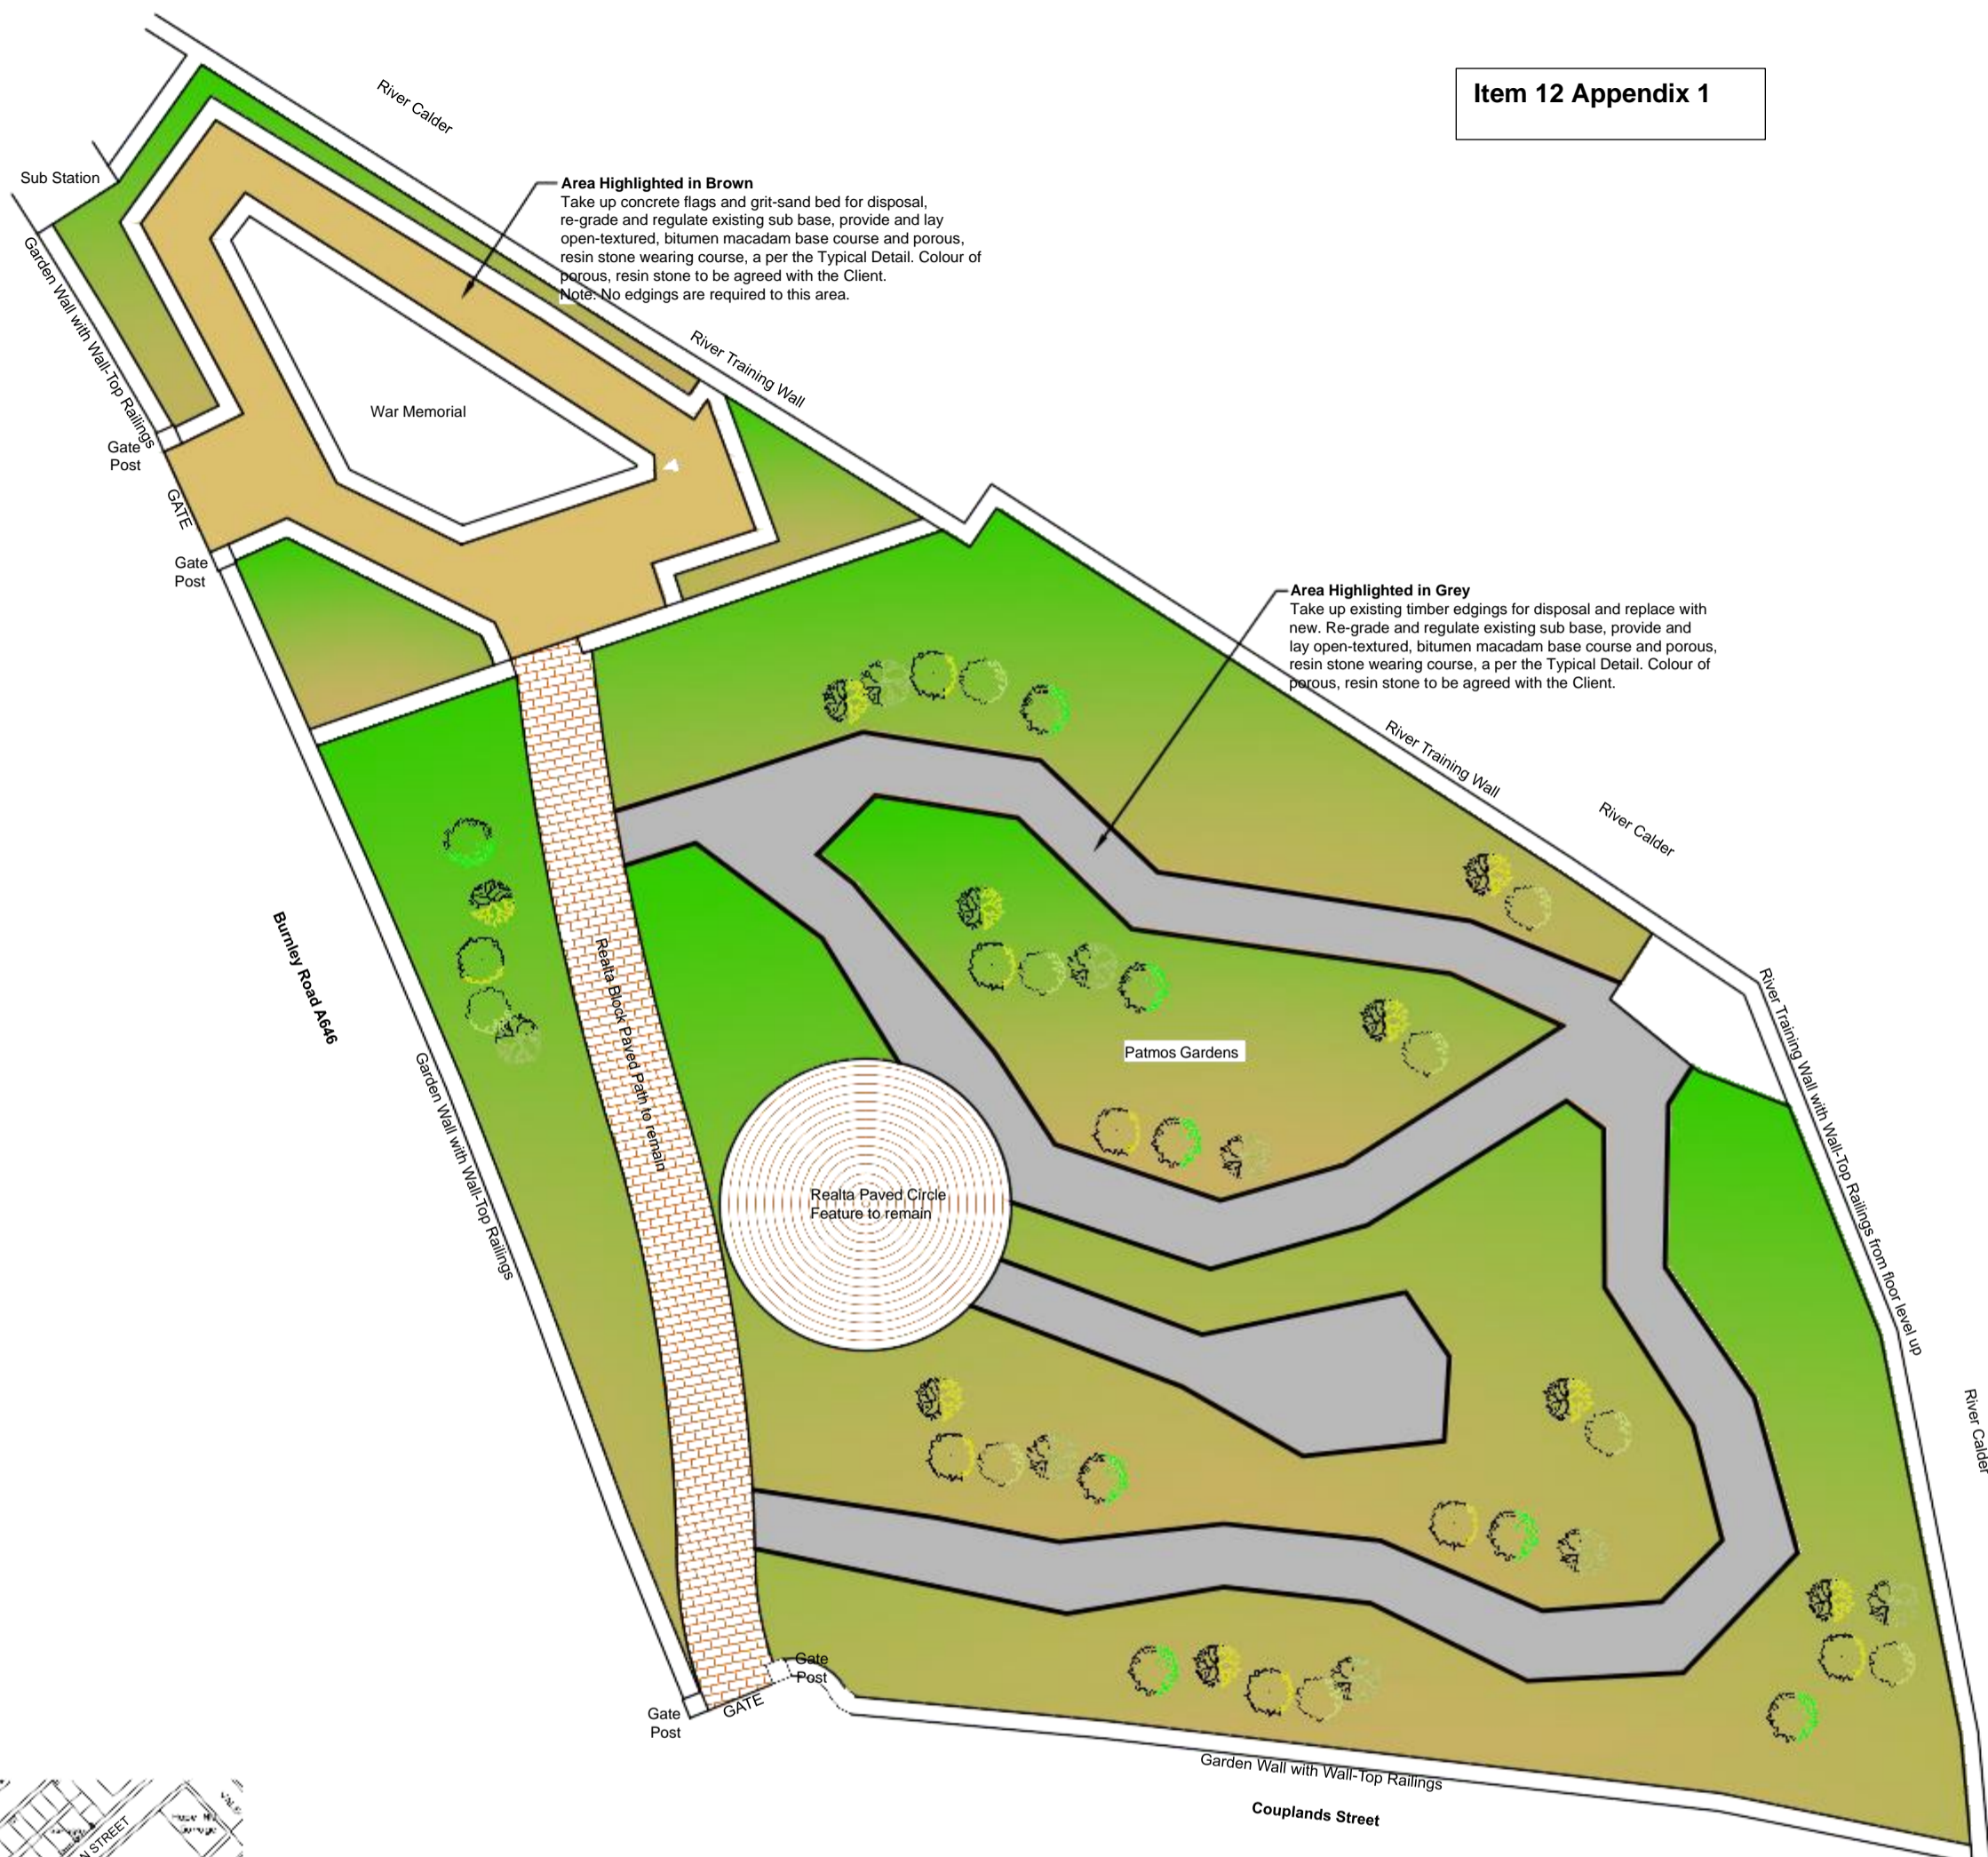 Item 12 Appendix 1
River Calder
Sub Station
Area Highlighted in Brown
Take up concrete flags and grit-sand bed for disposal,
re-grade and regulate existing sub base, provide and lay
open-textured, bitumen macadam base course and porous,
resin stone wearing course, a per the Typical Detail. Colour of
porous, resin stone to be agreed with the Client.
Note: No edgings are required to this area.
Garden Wall with Wall-Top Railings
River Training Wall
War Memorial
Gate
Post
GATE
Gate
Post
Area Highlighted in Grey
Take up existing timber edgings for disposal and replace with
new. Re-grade and regulate existing sub base, provide and
lay open-textured, bitumen macadam base course and porous,
resin stone wearing course, a per the Typical Detail. Colour of
porous, resin stone to be agreed with the Client.
River Training Wall
River Calder
Burnley Road A646
Realta Block Paved Path to remain
Patmos Gardens
River Training Wall with Wall-Top Railings from floor level up
Garden Wall with Wall-Top Railings
Realta Paved Circle
Feature to remain
River Calder
Gate
Post
GATE
Gate
Post
Garden Wall with Wall-Top Railings
Couplands Street
STREET